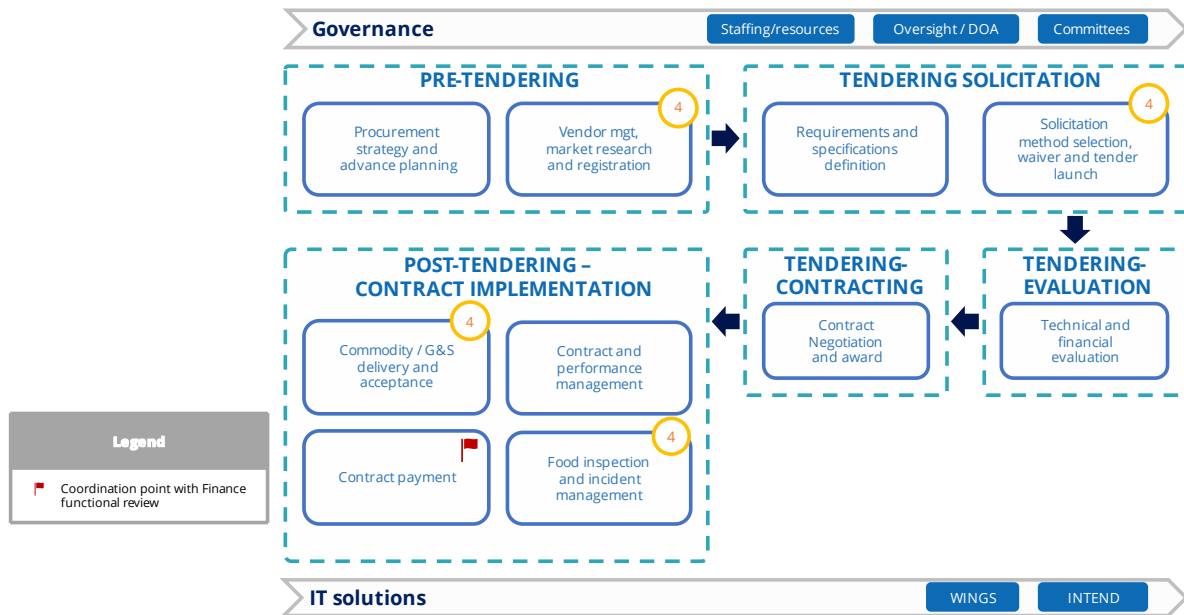 Governance
Staffing/resources
Oversight / DOA
Committees
PRE-TENDERING
Procurement
strategy and
advance planning
4
Vendor mgt,
market research
and registration
TENDERING SOLICITATION
Requirements and
specifications
definition
4
Solicitation
method selection,
waiver and tender
launch
POST-TENDERING –
CONTRACT IMPLEMENTATION
4
Commodity / G&S
delivery and
acceptance
Contract and
performance
management
Contract payment
4
Food inspection
and incident
management
TENDERING-
CONTRACTING
Contract
Negotiation
and award
TENDERING-
EVALUATION
Technical and
financial
evaluation
Legend
Coordination point with Finance
functional review
IT solutions
WINGS
INTEND